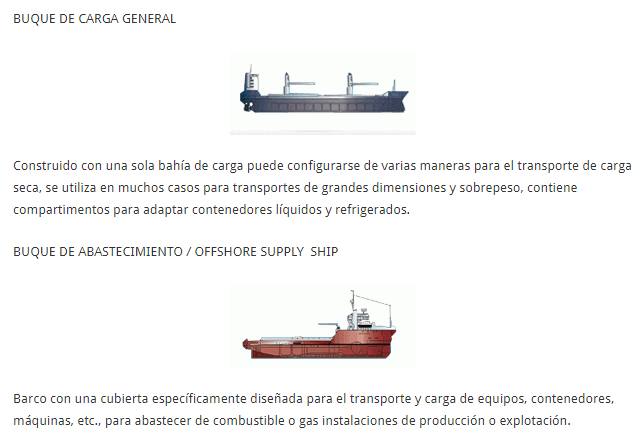 BUQUE DE CARGA GENERAL
Construido con una sola bahía de carga puede configurarse de varias maneras para el transporte de carga
seca, se utiliza en muchos casos para transportes de grandes dimensiones y sobrepeso, contiene
compartimentos para adaptar contenedores líquidos y refrigerados.
BUQUE DE ABASTECIMIENTO / OFFSHORE SUPPLY  SHIP
Barco con una cubierta específicamente diseñada para el transporte y carga de equipos, contenedores,
máquinas, etc., para abastecer de combustible o gas instalaciones de producción o explotación.